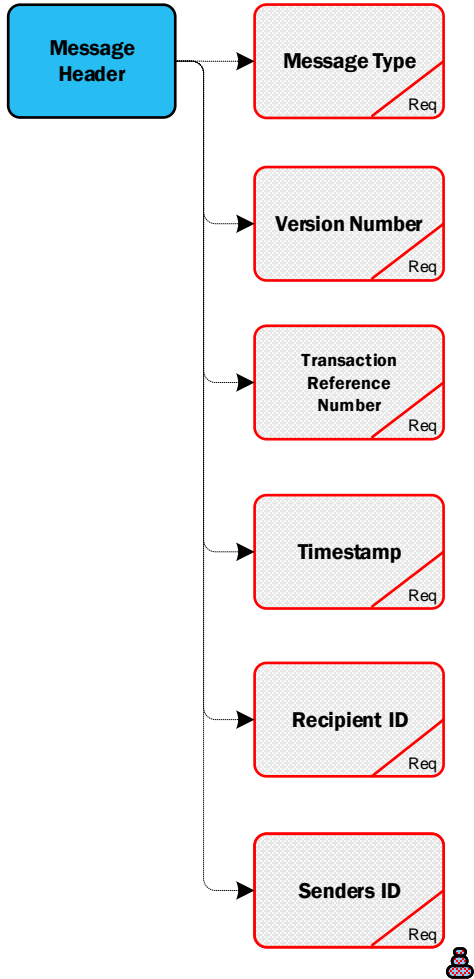 Message
Header
Message Type
Req
Version Number
Req
Transaction
Reference
Number
Req
Timestamp
Req
Recipient ID
Req
Senders ID
Req